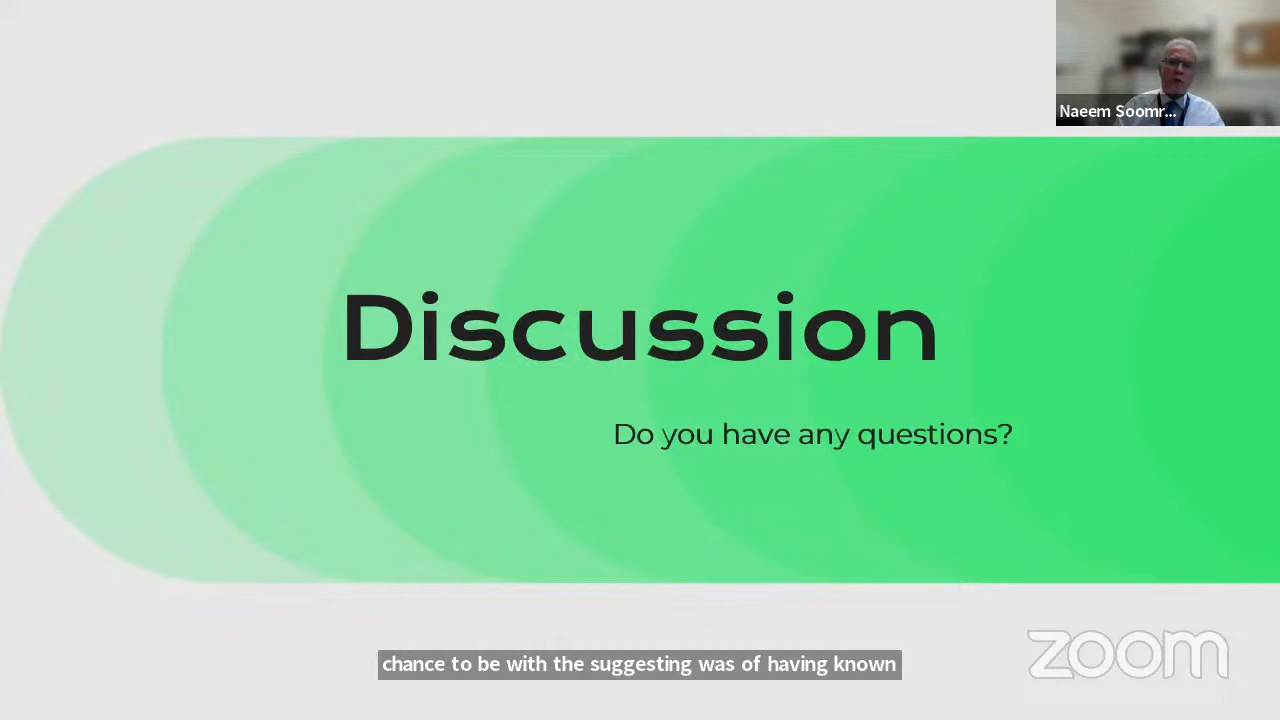 Naeem Soomr...
Discussion
Do you have any questions?
chance to be with the suggesting was of having known
zoom